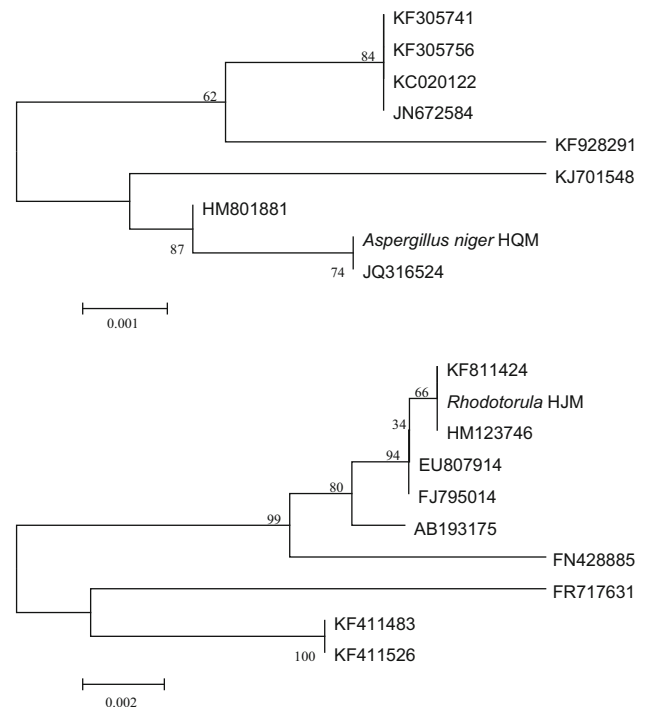 KF305741
KF305756
84
KC020122
JN672584
62
KF928291
KJ701548
HM801881
87
Aspergillus niger HQM
74
JQ316524
0.001
KF811424
66
Rhodotorula HJM
34
HM123746
94
EU807914
80
FJ795014
99
AB193175
FN428885
FR717631
KF411483
100
KF411526
0.002